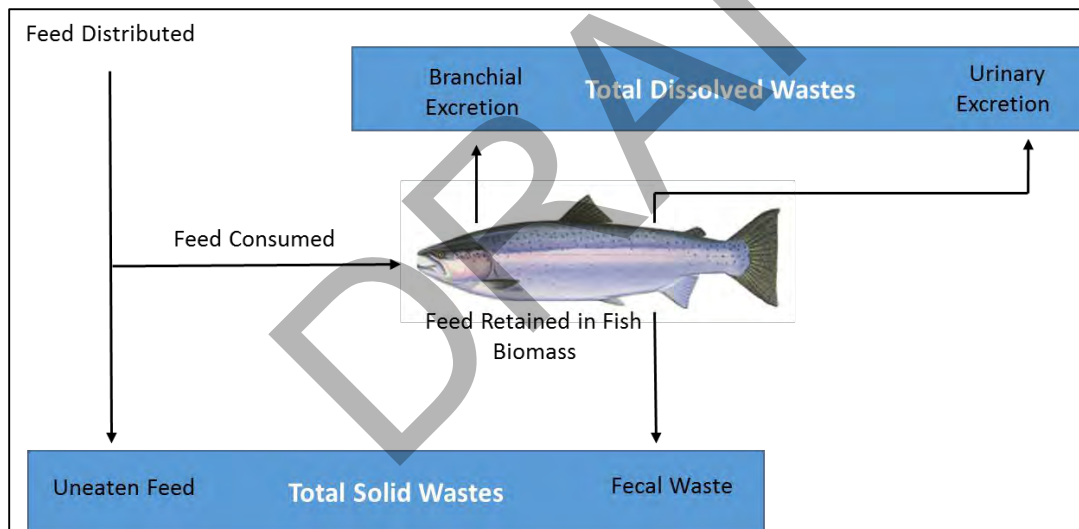 Feed Distributed
Branchial
Excretion
Total Dissolved Wastes
Urinary
Excretion
Feed Consumed
Feed Retained in Fish
Biomass
Uneaten Feed
Total Solid Wastes
Fecal Waste
DRAF